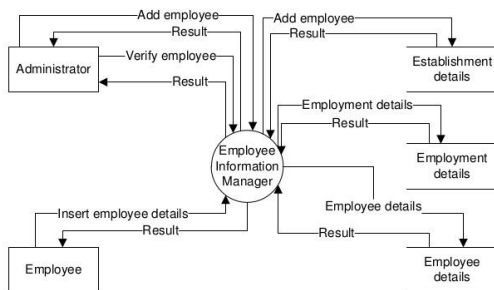 Add employee
Result
Administrator
Verify employee
Result
Add employee
Result
Establishment
details
Employment details
Result
Employment
details
Employee
Information
Manager
Employee details
Result
Employee
details
Insert employee details
Result
Employee